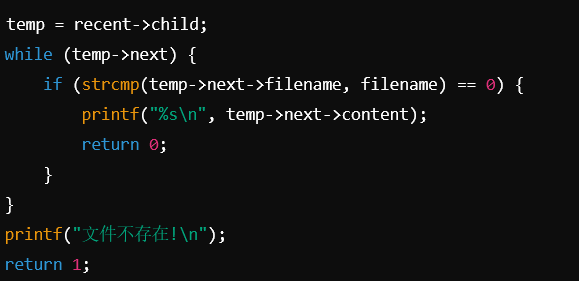 temp = recent->child;
while (temp->next) {
    if (strcmp(temp->next->filename, filename) == 0) {
        printf("%s\n", temp->next->content);
        return 0;
    }
}
printf("文件不存在!\n");
return 1;